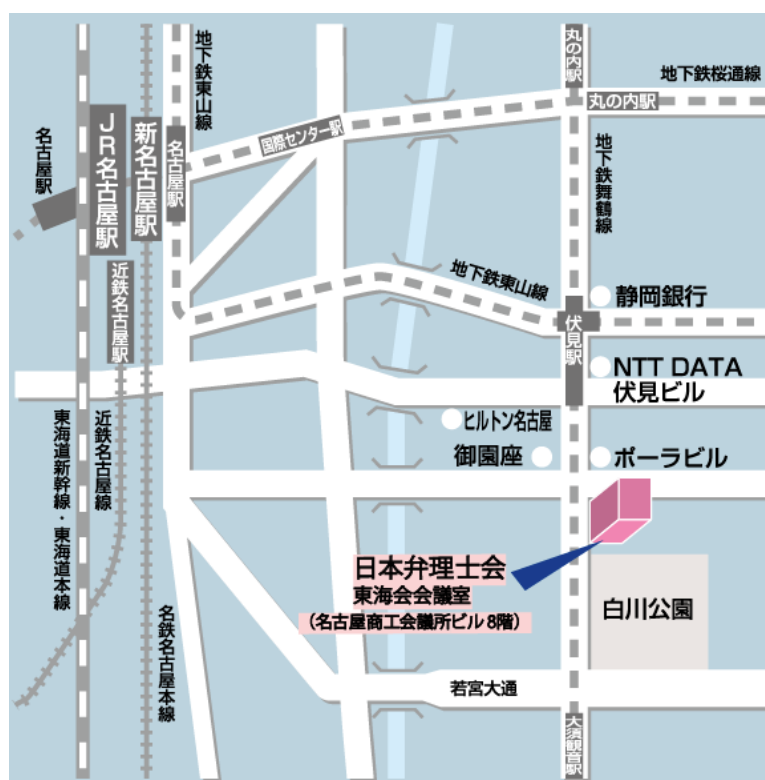 地下鉄東山線
丸の内駅
地下鉄桜通線
丸の内駅
国際センター駅
名古屋駅
JR名古屋駅
新名古屋駅
名古屋駅
地下鉄舞鶴線
近鉄名古屋駅
地下鉄東山線
静岡銀行
伏見駅
NTT DATA
伏見ビル
ヒルトン名古屋
御園座
ポーラビル
東海道新幹線・東海道本線
近鉄名古屋線
日本弁理士会
東海会会議室
（名古屋商工会議所ビル8階）
白川公園
名鉄名古屋本線
若宮大通
大須観音駅